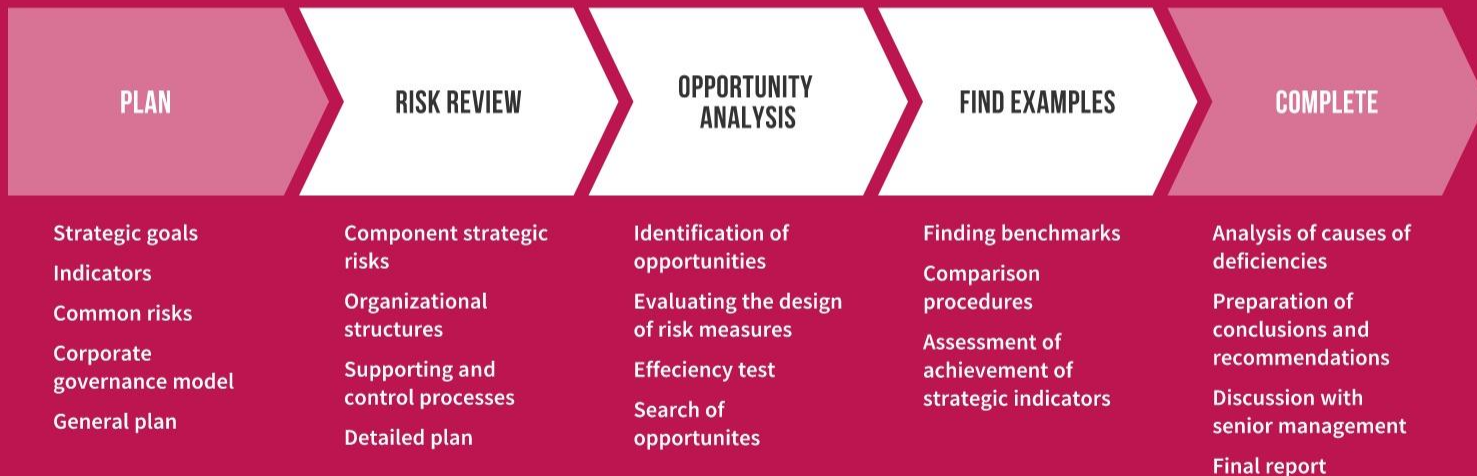 PLAN
RISK REVIEW
OPPORTUNITY
ANALYSIS
FIND EXAMPLES
COMPLETE
Strategic goals
Indicators
Common risks
Corporate
governance model
General plan
Component strategic
risks
Organizational
structures
Supporting and
control processes
Detailed plan
Identification of
opportunities
Evaluating the design
of risk measures
Effeciency test
Search of
opportunites
Finding benchmarks
Comparison
procedures
Assessment of
achievement of
strategic indicators
Analysis of causes of
deficiencies
Preparation of
conclusions and
recommendations
Discussion with
senior management
Final report